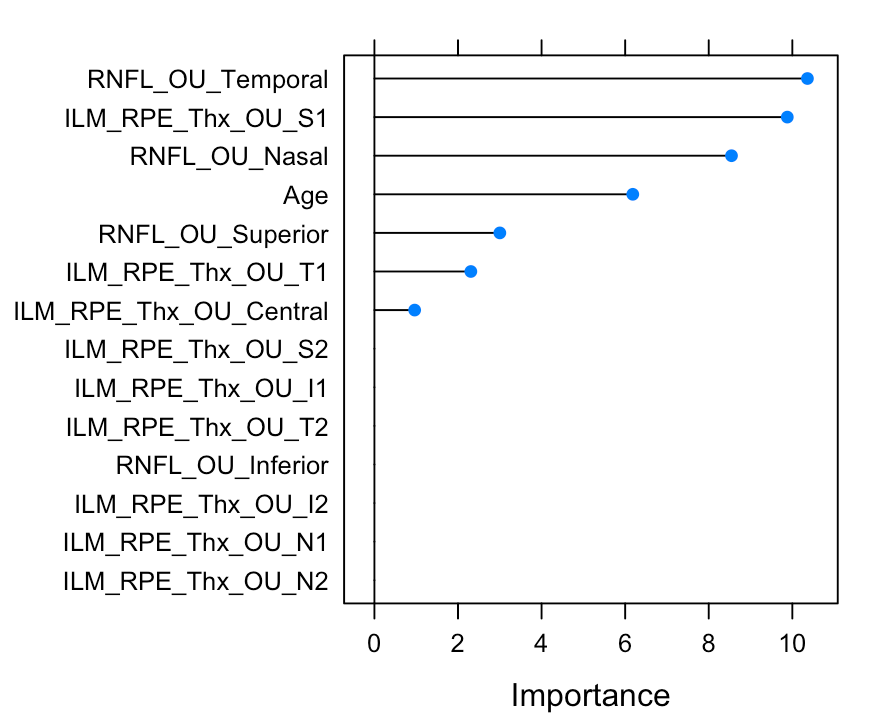 RNFL_OU_Temporal
ILM_RPE_Thx_OU_S1
RNFL_OU_Nasal
Age
RNFL_OU_Superior
ILM_RPE_Thx_OU_T1
ILM_RPE_Thx_OU_Central
ILM_RPE_Thx_OU_S2
ILM_RPE_Thx_OU_I1
ILM_RPE_Thx_OU_T2
RNFL_OU_Inferior
ILM_RPE_Thx_OU_I2
ILM_RPE_Thx_OU_N1
ILM_RPE_Thx_OU_N2
0 2 4 6 8 10
Importance